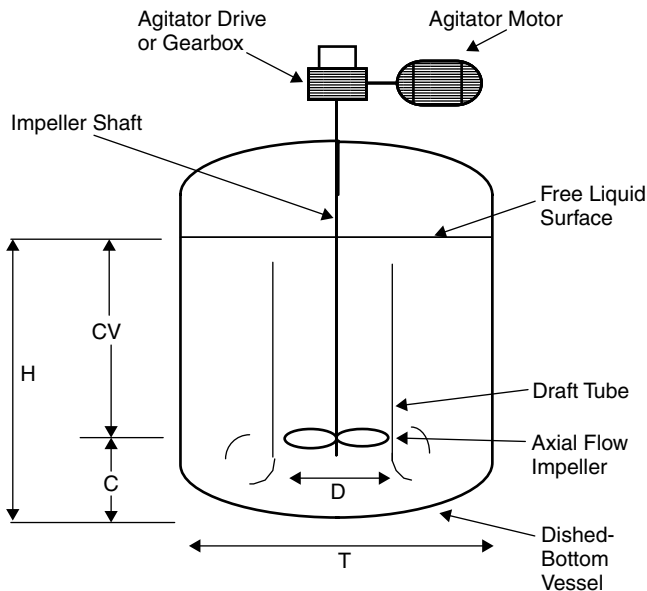 Agitator Drive
or Gearbox
Agitator Motor
Impeller Shaft
Free Liquid
Surface
CV
H
Draft Tube
Axial Flow
Impeller
C
D
T
Dished-
Bottom
Vessel